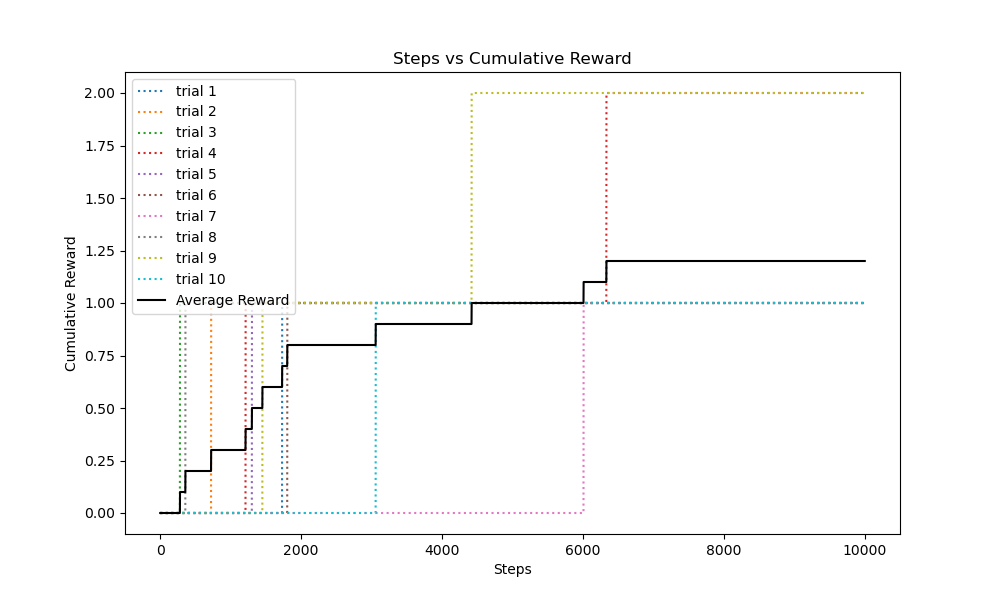 Steps vs Cumulative Reward
2.00
1.75
1.50
1.25
1.00
0.75
0.50
0.25
0.00
Cumulative Reward
trial 1
trial 2
trial 3
trial 4
trial 5
trial 6
trial 7
trial 8
trial 9
trial 10
Average Reward
0 2000 4000 6000 8000 10000
Steps